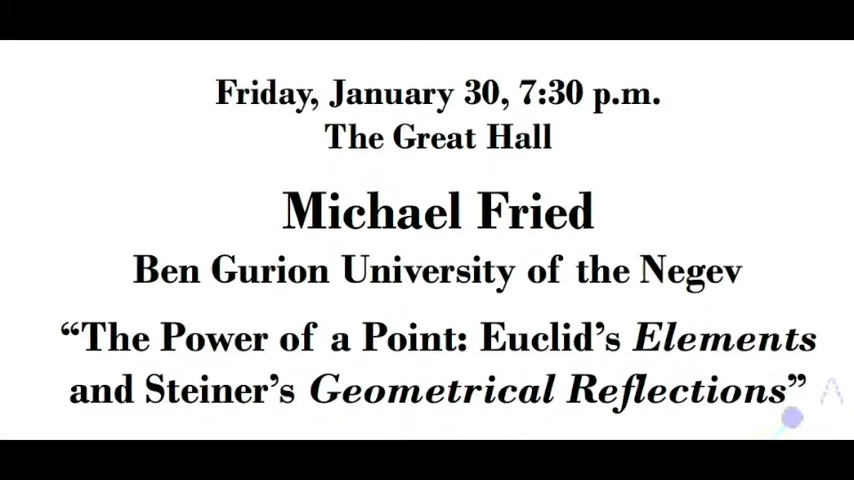 Friday, January 30, 7:30 p.m.
The Great Hall
Michael Fried
Ben Gurion University of the Negev
“The Power of a Point: Euclid’s Elements
and Steiner’s Geometrical Reflections”
A